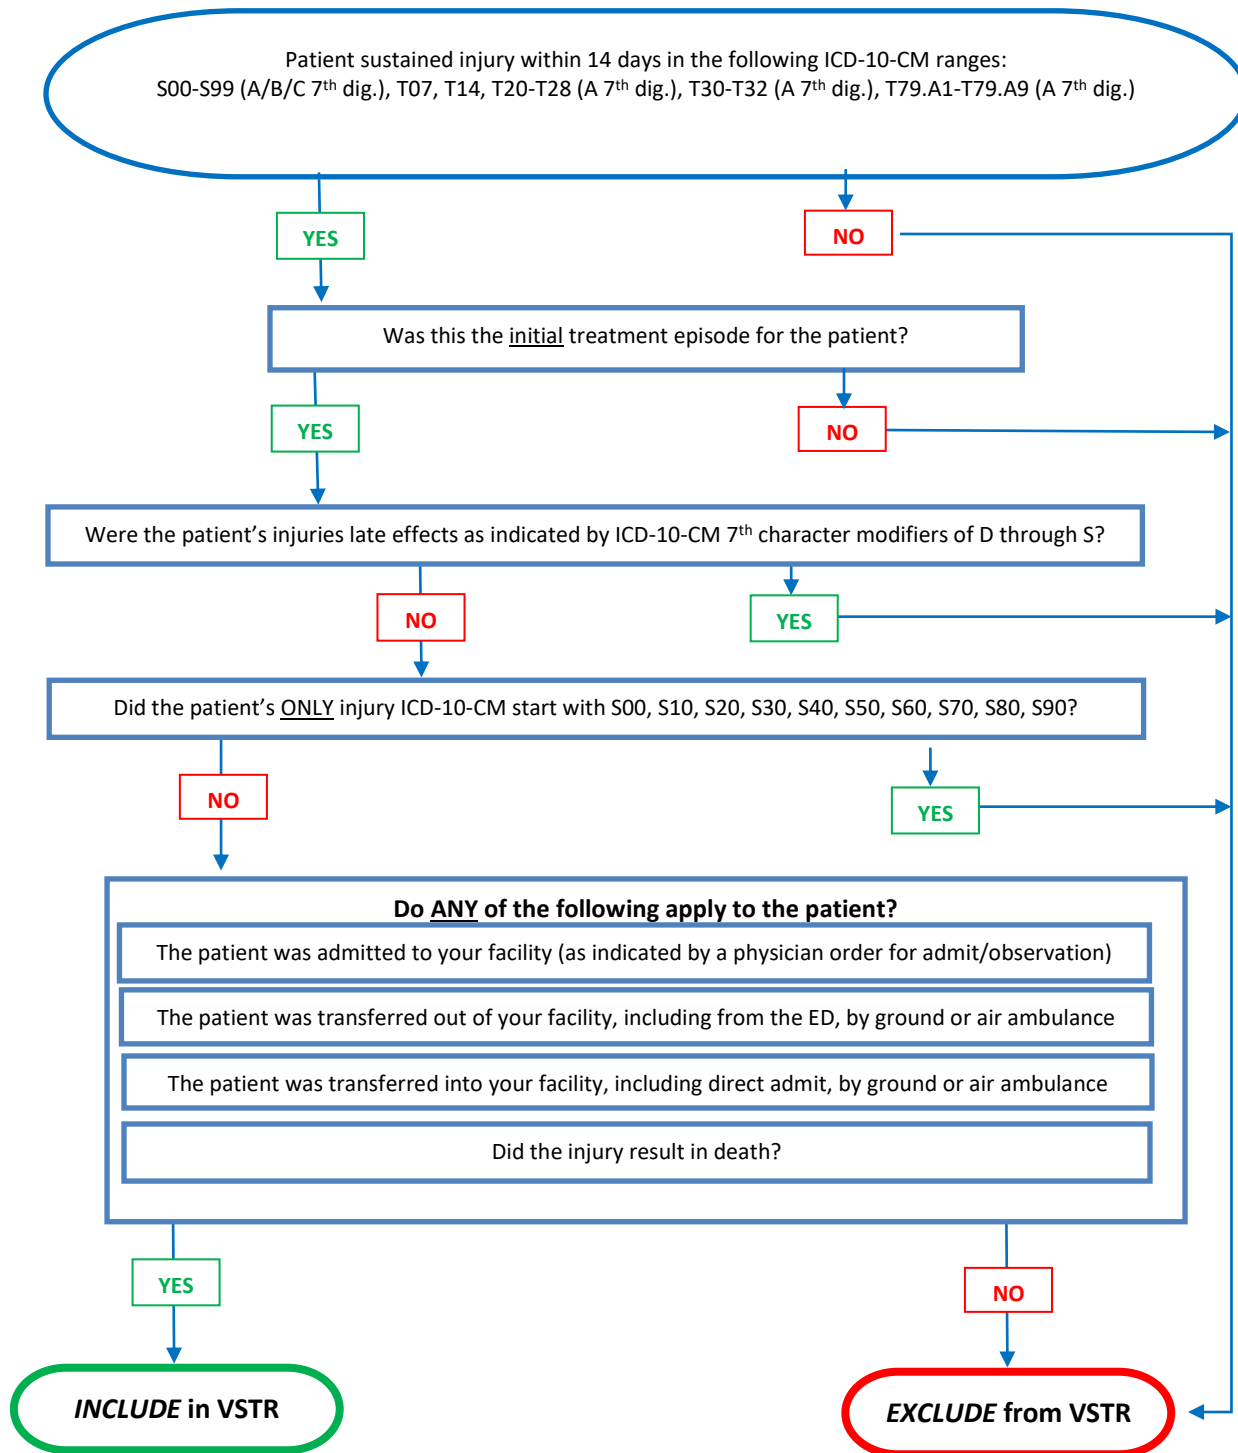 Patient sustained injury within 14 days in the following ICD-10-CM ranges:
S00-S99 (A/B/C 7th dig.), T07, T14, T20-T28 (A 7th dig.), T30-T32 (A 7th dig.), T79.A1-T79.A9 (A 7th dig.)
YES
NO
Was this the initial treatment episode for the patient?
YES
NO
Were the patient’s injuries late effects as indicated by ICD-10-CM 7th character modifiers of D through S?
NO
YES
Did the patient’s ONLY injury ICD-10-CM start with S00, S10, S20, S30, S40, S50, S60, S70, S80, S90?
NO
YES
Do ANY of the following apply to the patient?
The patient was admitted to your facility (as indicated by a physician order for admit/observation)
The patient was transferred out of your facility, including from the ED, by ground or air ambulance
The patient was transferred into your facility, including direct admit, by ground or air ambulance
Did the injury result in death?
YES
NO
INCLUDE in VSTR
EXCLUDE from VSTR